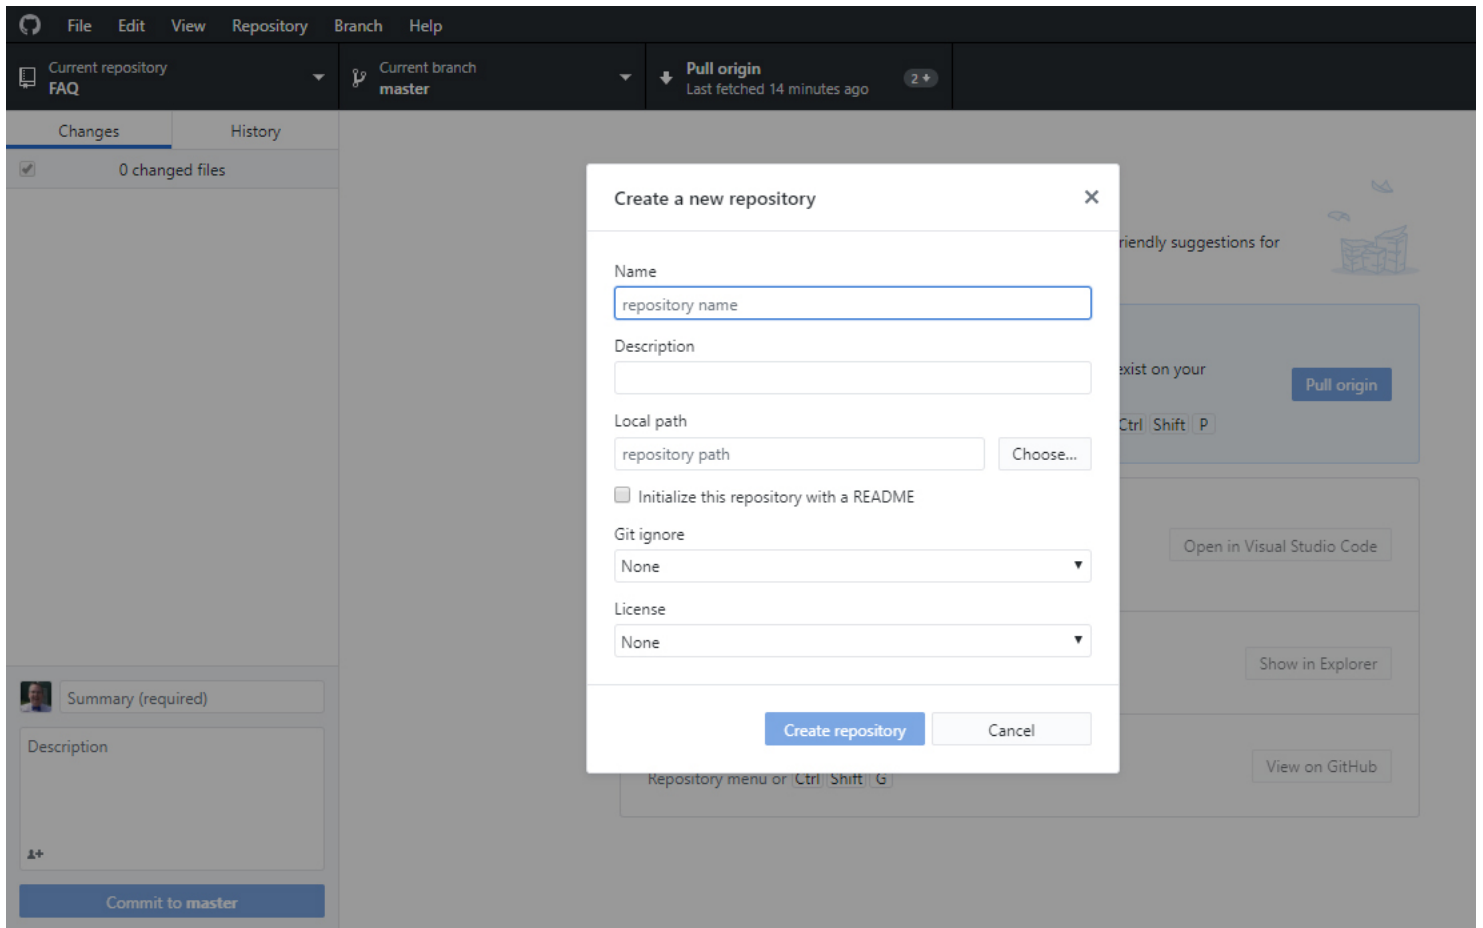 File Edit View Repository Branch Help
Current repository
FAQ
Current branch
master
Pull origin
Last fetched 14 minutes ago
2
Changes History
0 changed files
Create a new repository
riendly suggestions for
Name
repository name
Description
exist on your
Pull origin
Local path
Ctrl Shift P
repository path
Choose...
Initialize this repository with a README
Git ignore
None
Open in Visual Studio Code
License
None
Show in Explorer
Summary (required)
Create repository
Cancel
Description
View on GitHub
Repository menu or Ctrl Shift G
Commit to master